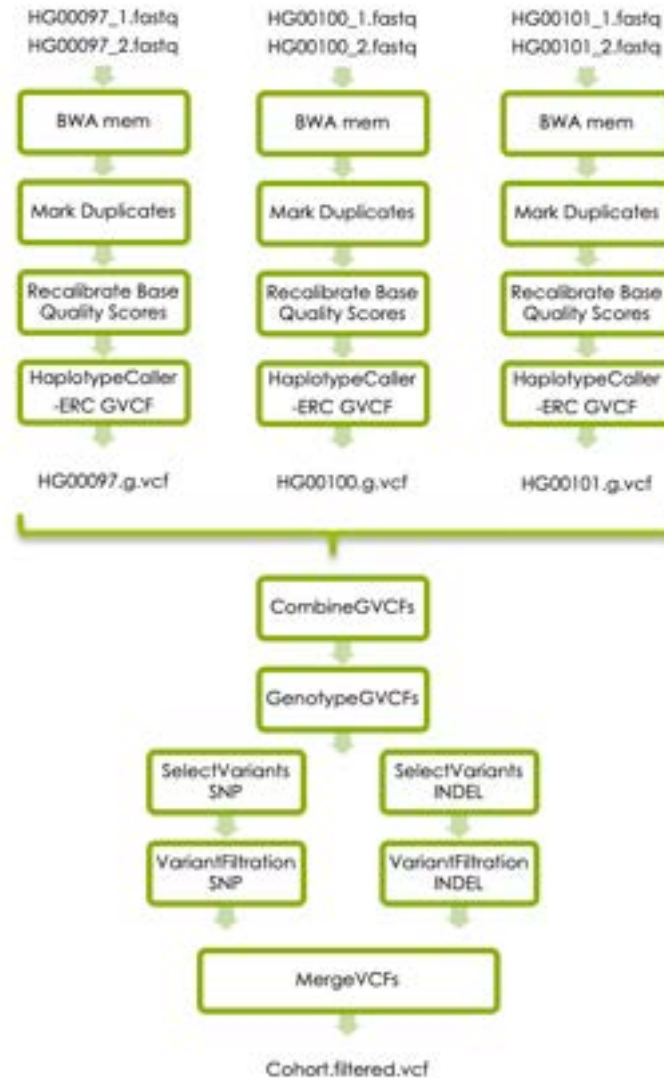 HG00097_1.fastq
HG00097_2.fastq
HG00100_1.fastq
HG00100_2.fastq
HG00101_1.fastq
HG00101_2.fastq
BWA mem
BWA mem
BWA mem
Mark Duplicates
Mark Duplicates
Mark Duplicates
Recalibrate Base
Quality Scores
Recalibrate Base
Quality Scores
Recalibrate Base
Quality Scores
HaplotypeCaller
-ERC GVCF
HaplotypeCaller
-ERC GVCF
HaplotypeCaller
-ERC GVCF
HG00097.g.vcf
HG00100.g.vcf
HG00101.g.vcf
CombineGVCFs
GenotypeGVCFs
SelectVariants
SNP
SelectVariants
INDEL
VariantFiltration
SNP
VariantFiltration
INDEL
MergeVCFs
Cohort.filtered.vcf